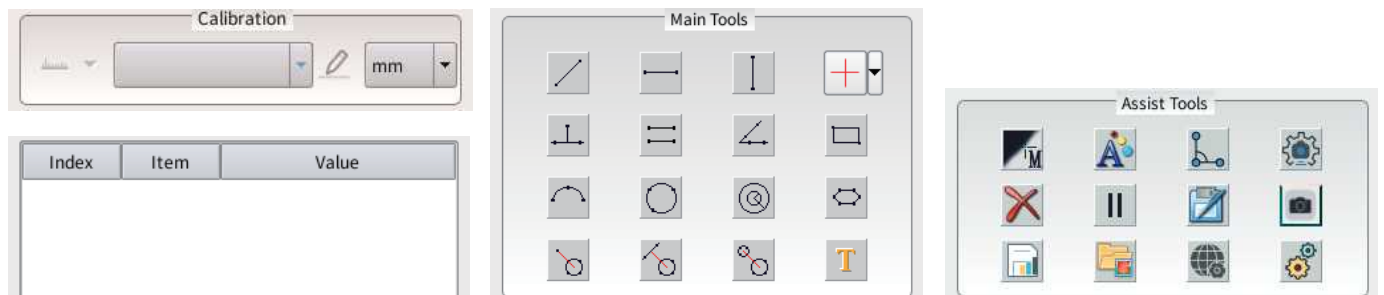 Calibration
mm
Index Item Value
Main Tools
T
Assist Tools
M
A